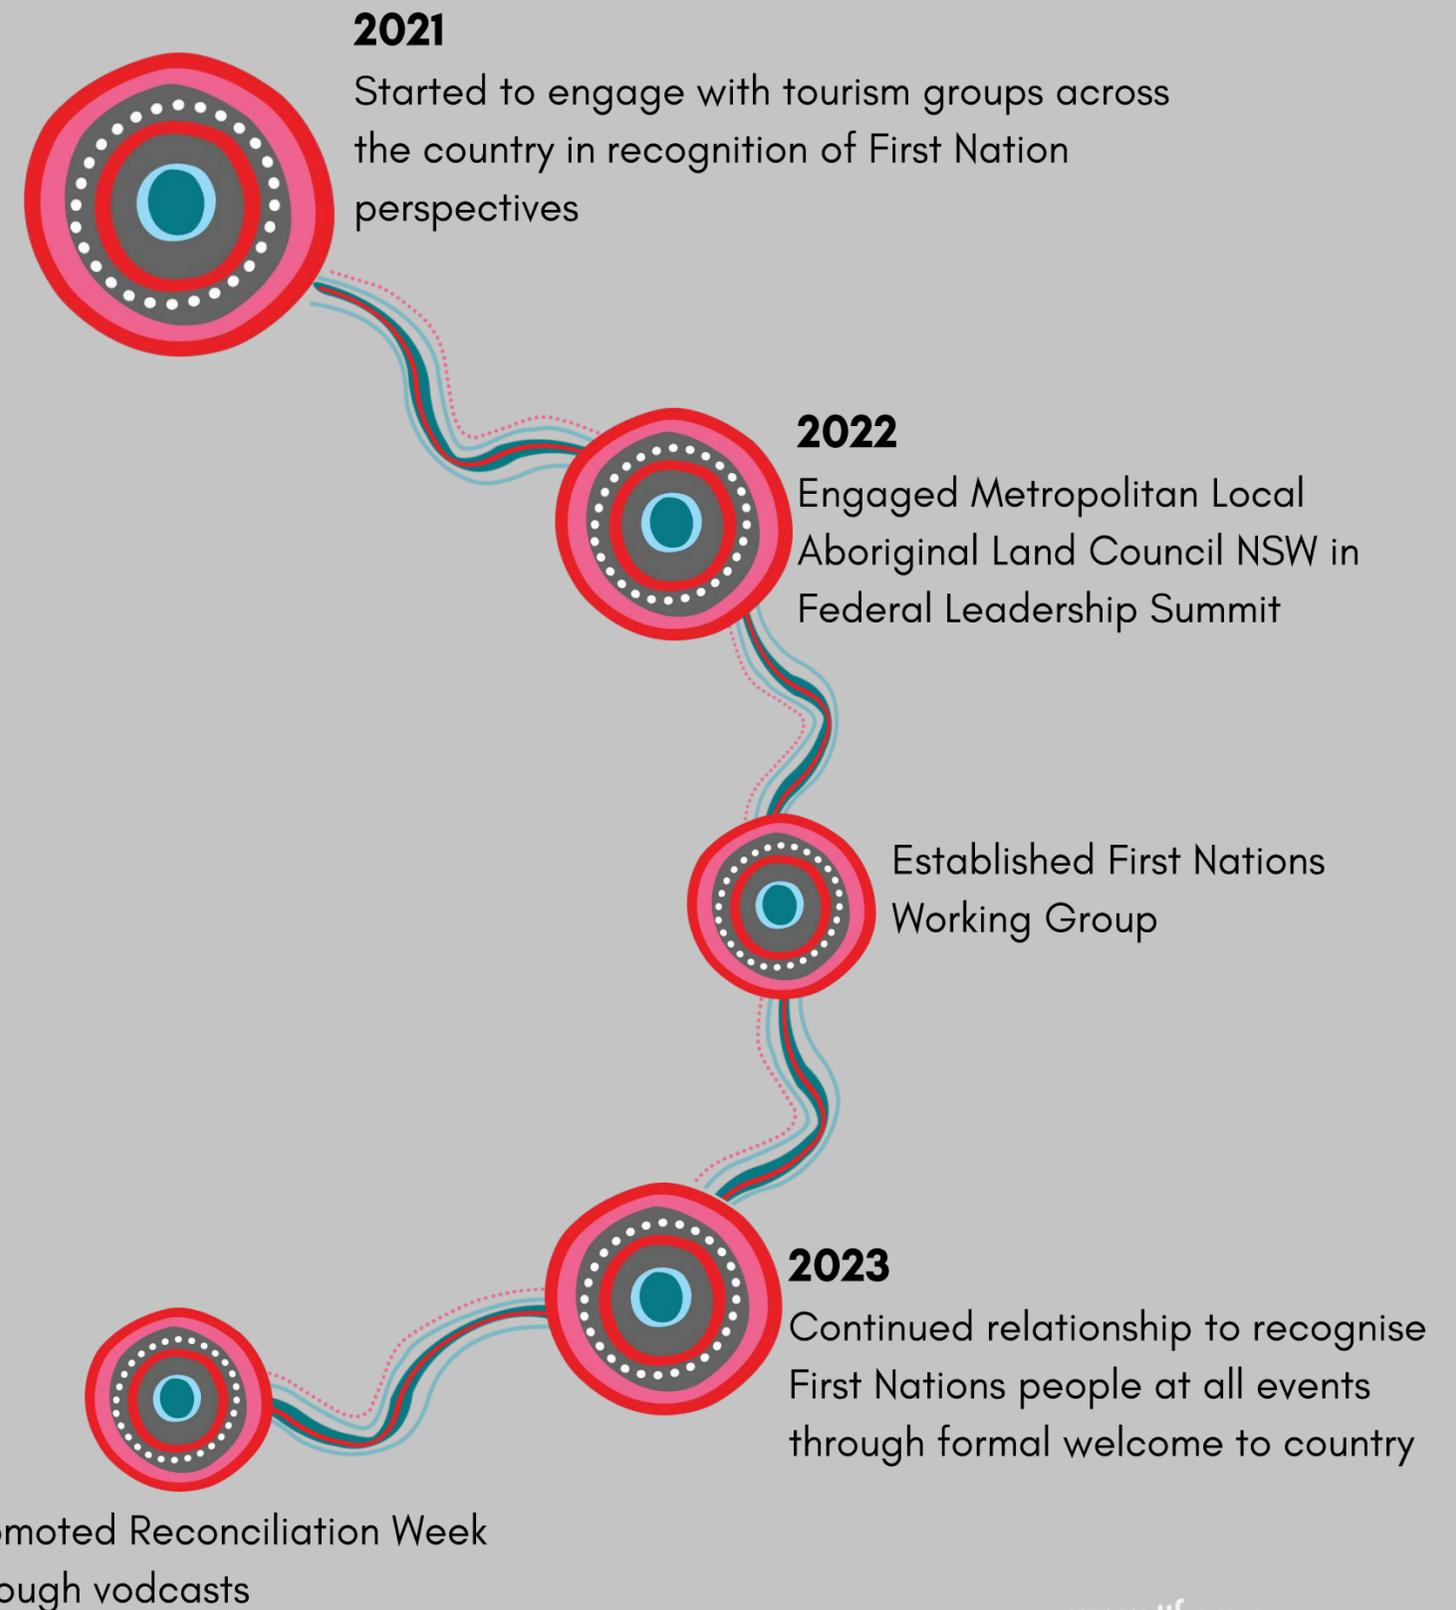 2021
Started to engage with tourism groups across
the country in recognition of First Nation
perspectives
2022
Engaged Metropolitan Local
Aboriginal Land Council NSW in
Federal Leadership Summit
Established First Nations
Working Group
2023
Continued relationship to recognise
First Nations people at all events
through formal welcome to country
omoted Reconciliation Week
ough vodcasts